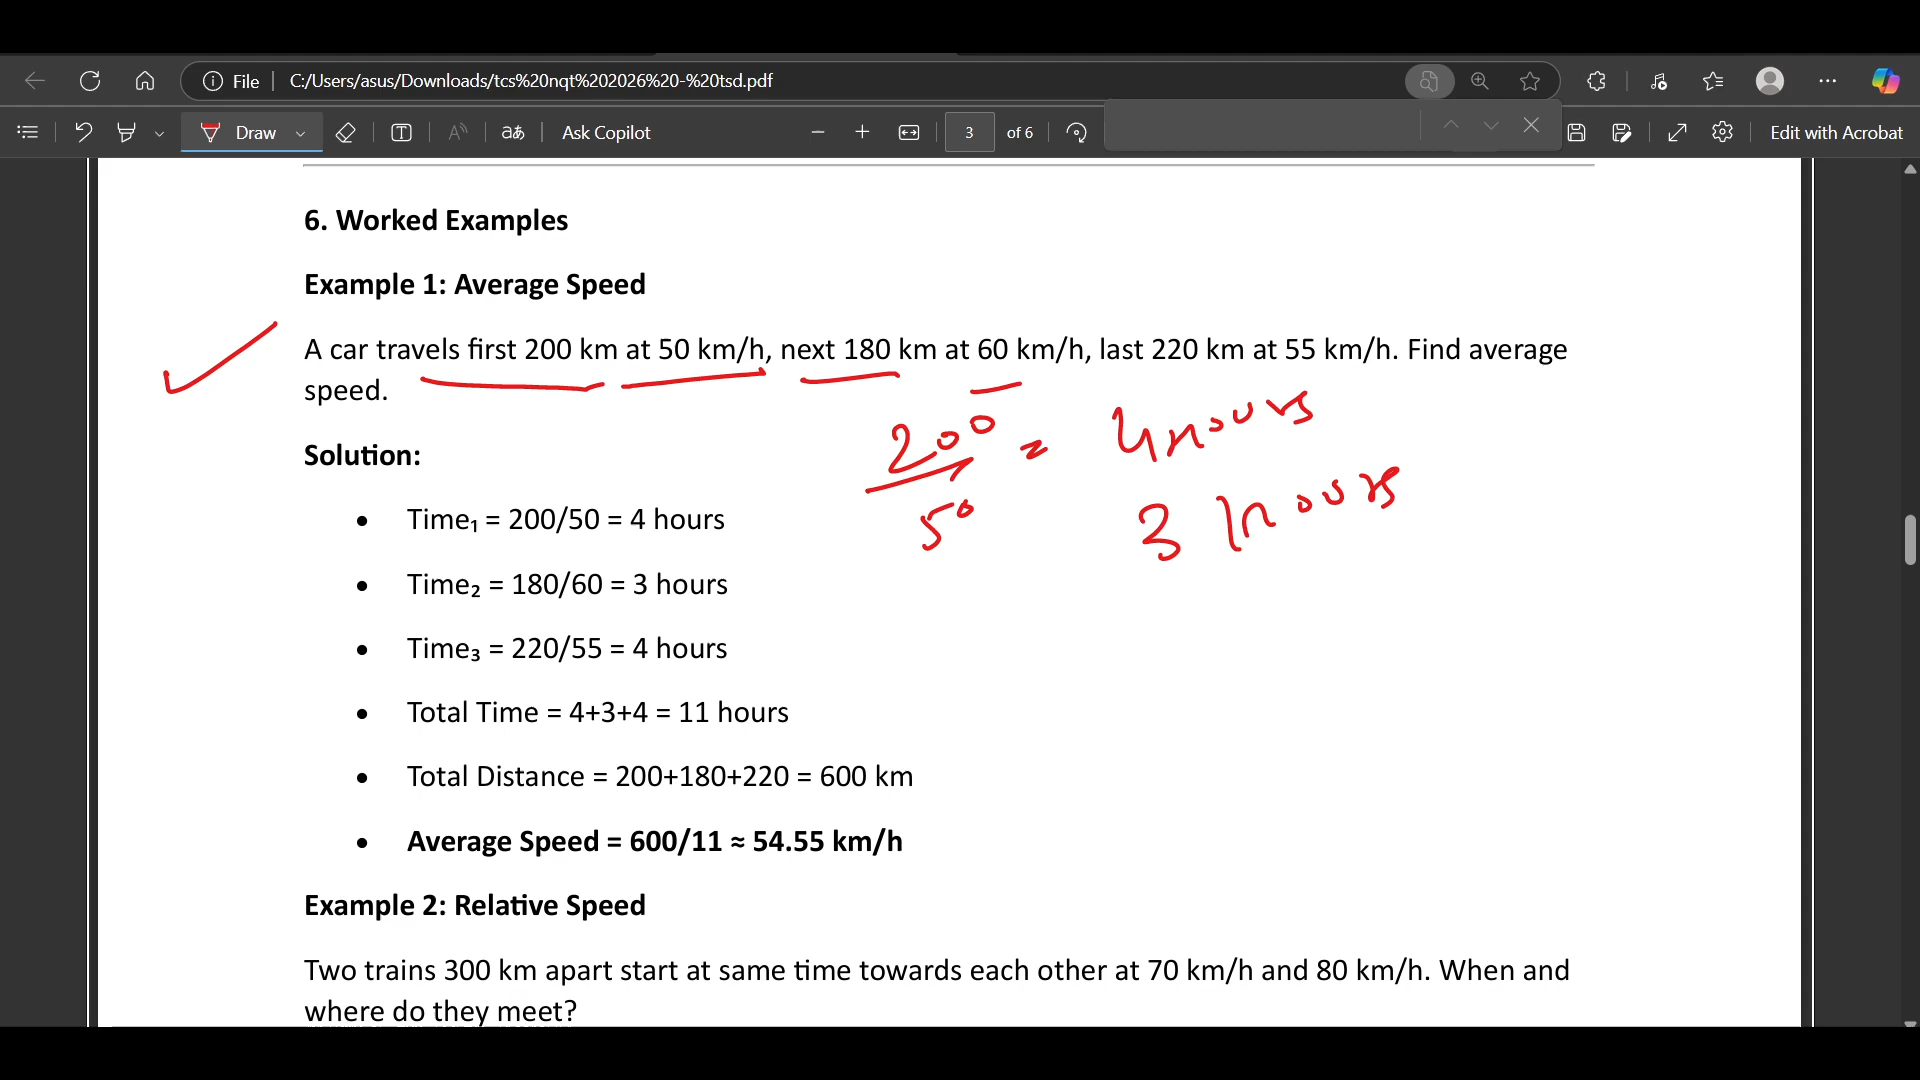 File C:/Users/asus/Downloads/tcs%20nqt%202026%20-%20tsd.pdf
Draw aあ Ask Copilot 3 of 6 Edit with Acrobat
6. Worked Examples
Example 1: Average Speed
A car travels first 200 km at 50 km/h, next 180 km at 60 km/h, last 220 km at 55 km/h. Find average
speed.
200/50 = 4 hours
3 hours
Solution:
• Time₁ = 200/50 = 4 hours
• Time₂ = 180/60 = 3 hours
• Time₃ = 220/55 = 4 hours
• Total Time = 4+3+4 = 11 hours
• Total Distance = 200+180+220 = 600 km
• Average Speed = 600/11 ≈ 54.55 km/h
Example 2: Relative Speed
Two trains 300 km apart start at same time towards each other at 70 km/h and 80 km/h. When and
where do they meet?